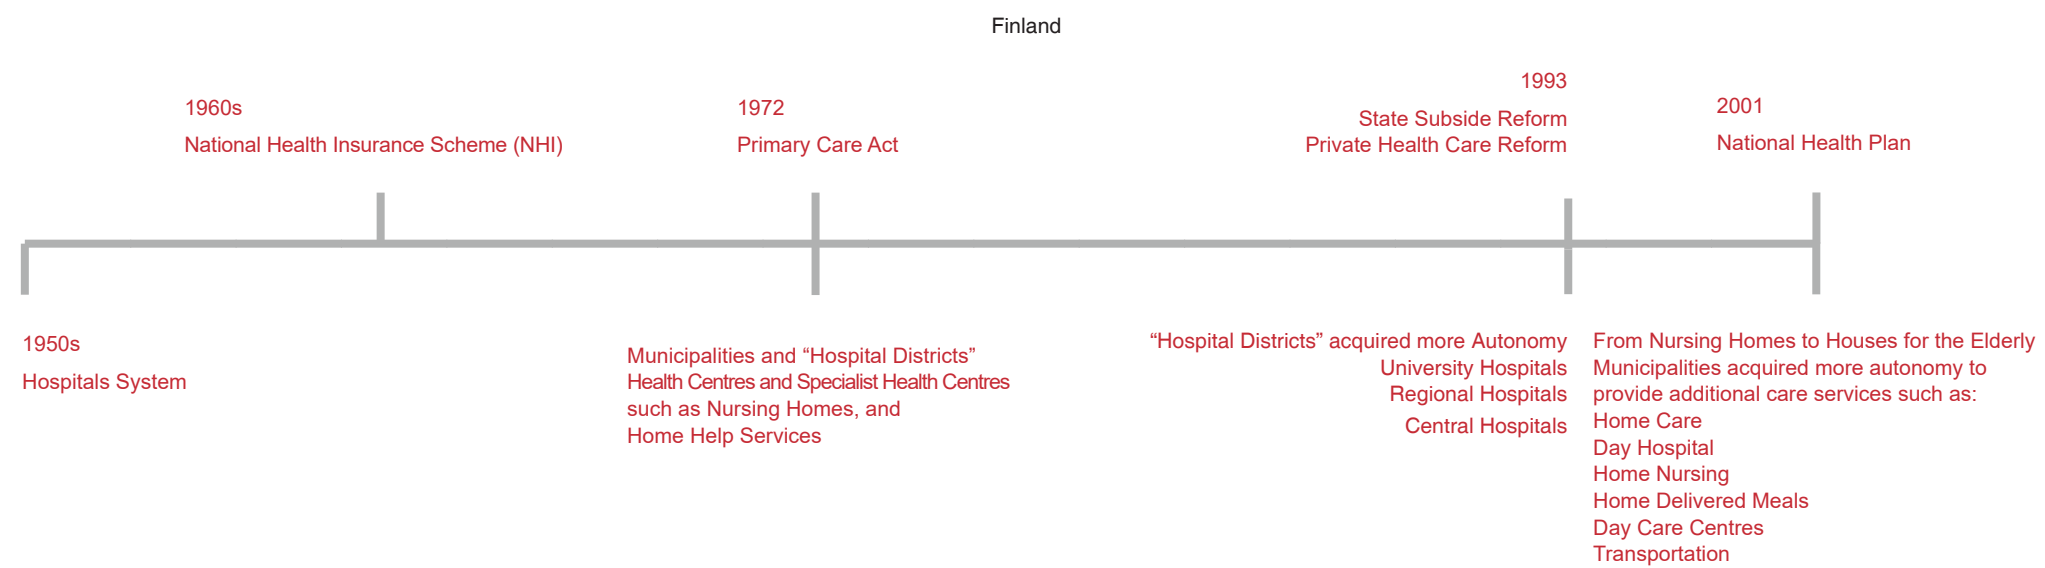 Finland
1960s
National Health Insurance Scheme (NHI)
1972
Primary Care Act
1993
State Subside Reform
Private Health Care Reform
2001
National Health Plan
1950s
Hospitals System
Municipalities and “Hospital Districts”
Health Centres and Specialist Health Centres
such as Nursing Homes, and
Home Help Services
“Hospital Districts” acquired more Autonomy
University Hospitals
Regional Hospitals
Central Hospitals
From Nursing Homes to Houses for the Elderly
Municipalities acquired more autonomy to
provide additional care services such as:
Home Care
Day Hospital
Home Nursing
Home Delivered Meals
Day Care Centres
Transportation